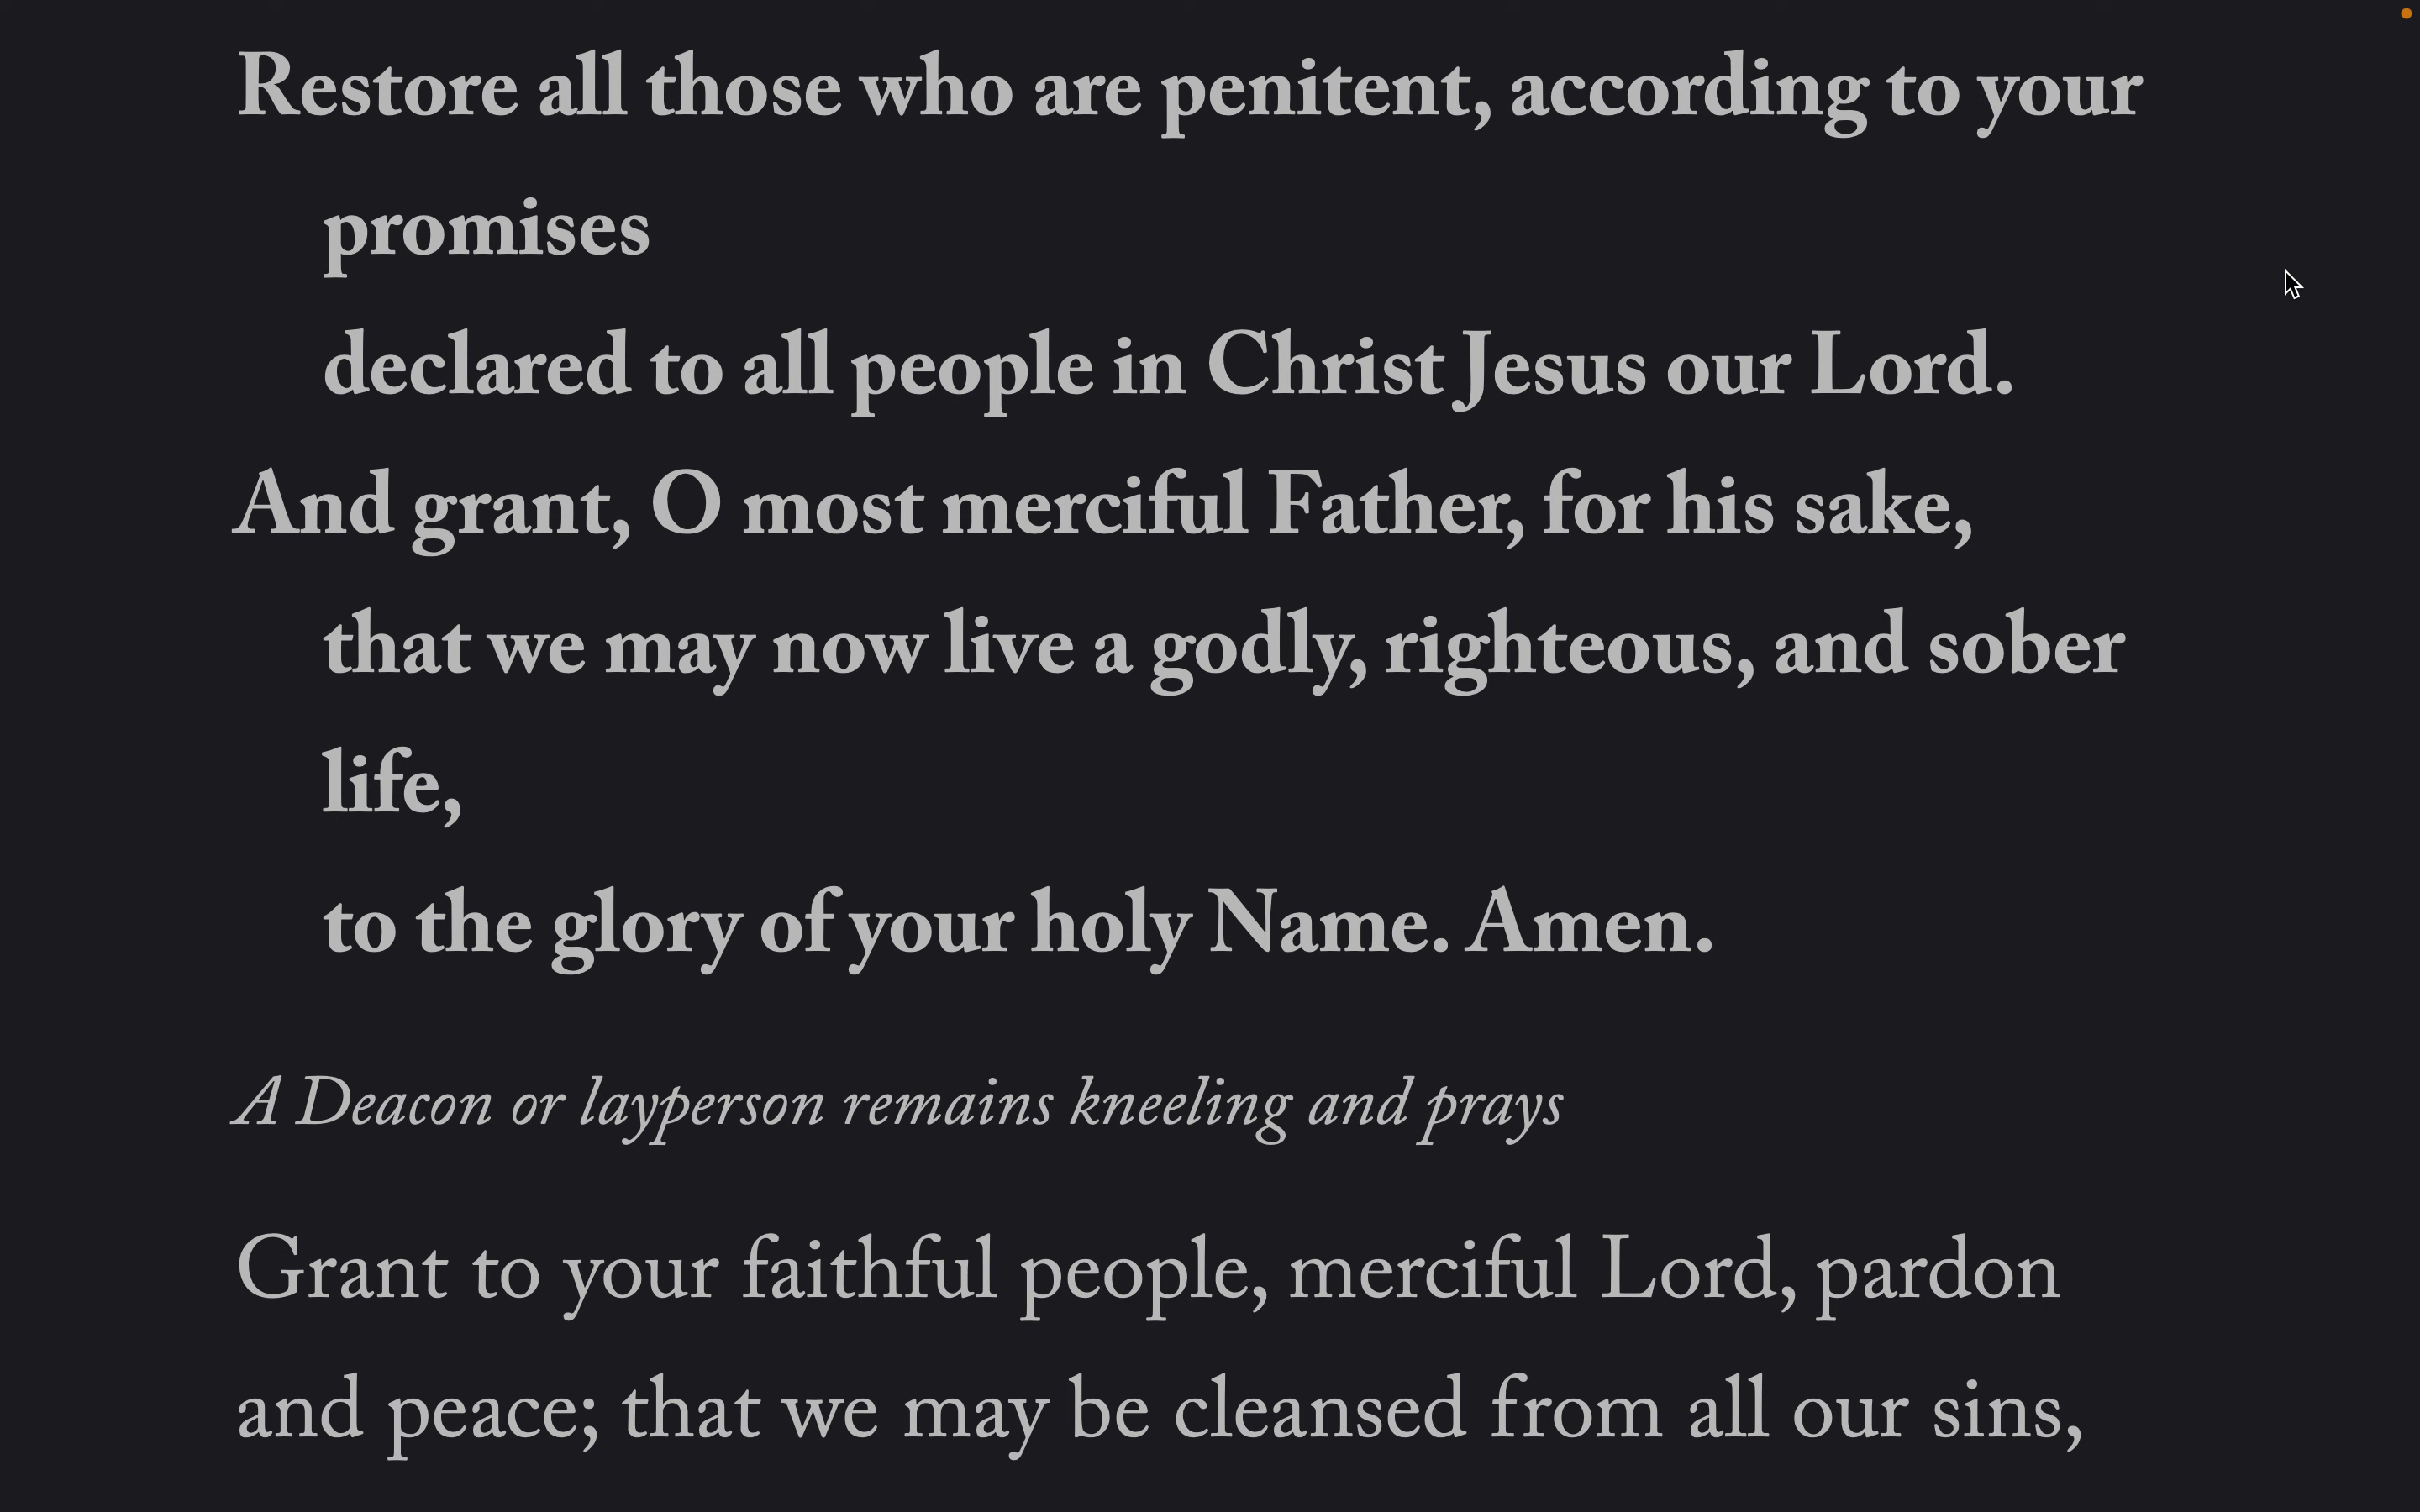 Restore all those who are penitent, according to your
promises
declared to all people in Christ Jesus our Lord.
And grant, O most merciful Father, for his sake,
that we may now live a godly, righteous, and sober
life,
to the glory of your holy Name. Amen.
A Deacon or layperson remains kneeling and prays
Grant to your faithful people, merciful Lord, pardon
and peace; that we may be cleansed from all our sins,